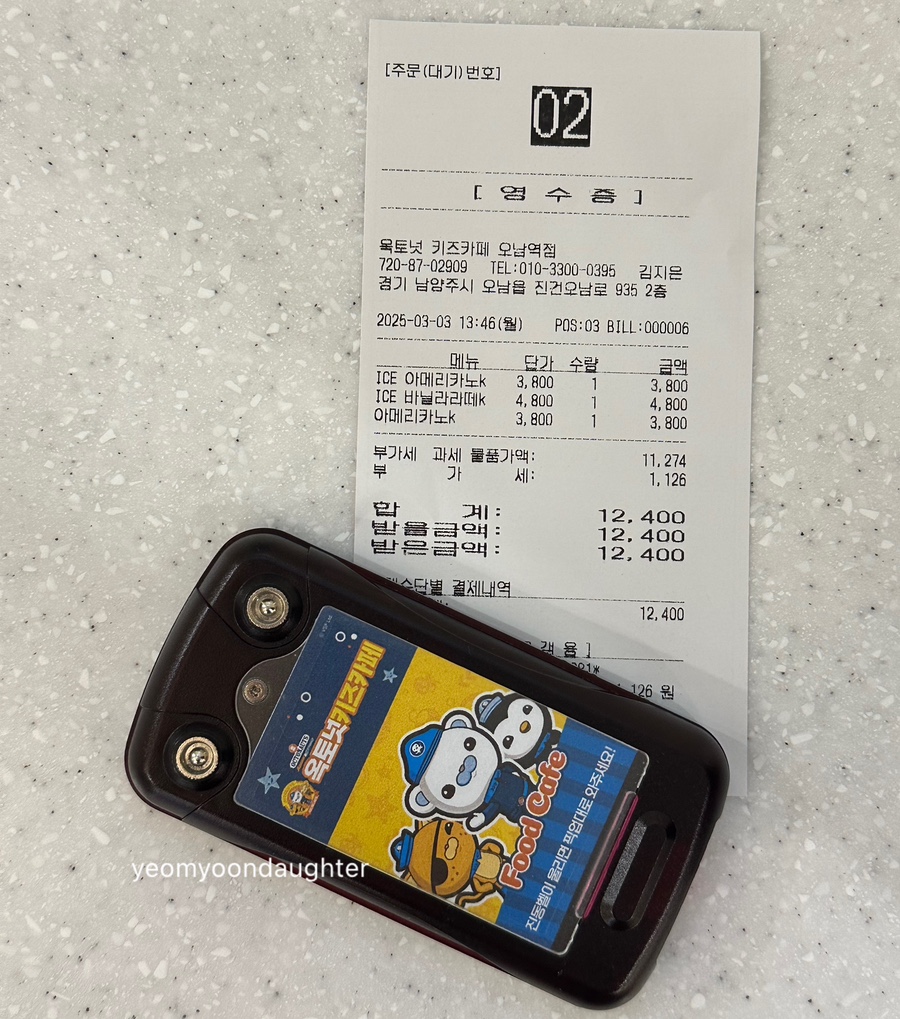 [주문(대기)번호]
02
[ 영 수 증 ]
옥토넛 키즈카페 오남역점
720-87-02909 TEL:010-3300-0395 김지은
경기 남양주시 오남읍 진건오남로 935 2층
2025-03-03 13:46(월) POS:03 BILL:000006
메뉴 단가 수량 금액
ICE 아메리카노k 3,800 1 3,800
ICE 바닐라라떼k 4,800 1 4,800
아메리카노k 3,800 1 3,800
부가세 과세 물품가액: 11,274
부 가 세: 1,126
합 계: 12,400
받을금액: 12,400
받은금액: 12,400
결제내역
12,400
객 용 ]
126 원
옥토넛키즈카페
Food Cafe
진동벨이 울리면 픽업대로 와주세요!
yeomyoondaughter